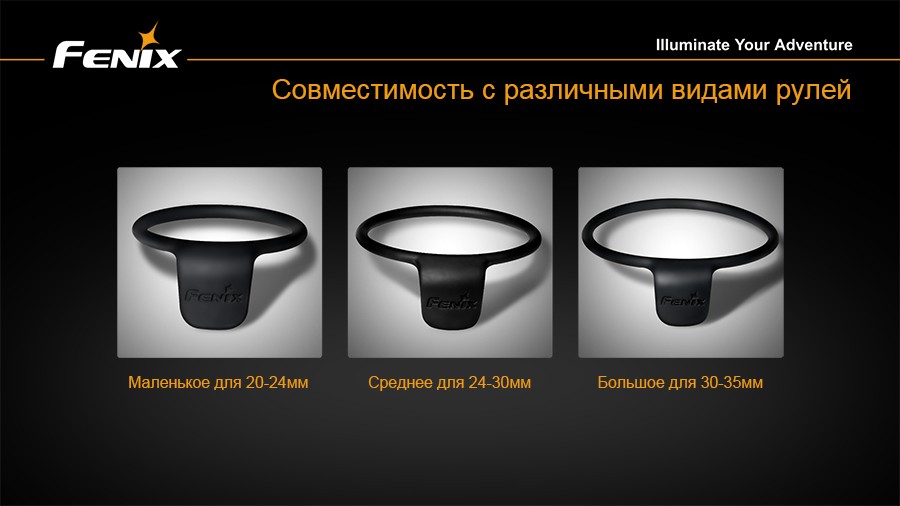 FENIX
Illuminate Your Adventure
Совместимость с различными видами рулей
FENIX
FENIX
FENIX
Маленькое для 20-24мм
Среднее для 24-30мм
Большое для 30-35мм